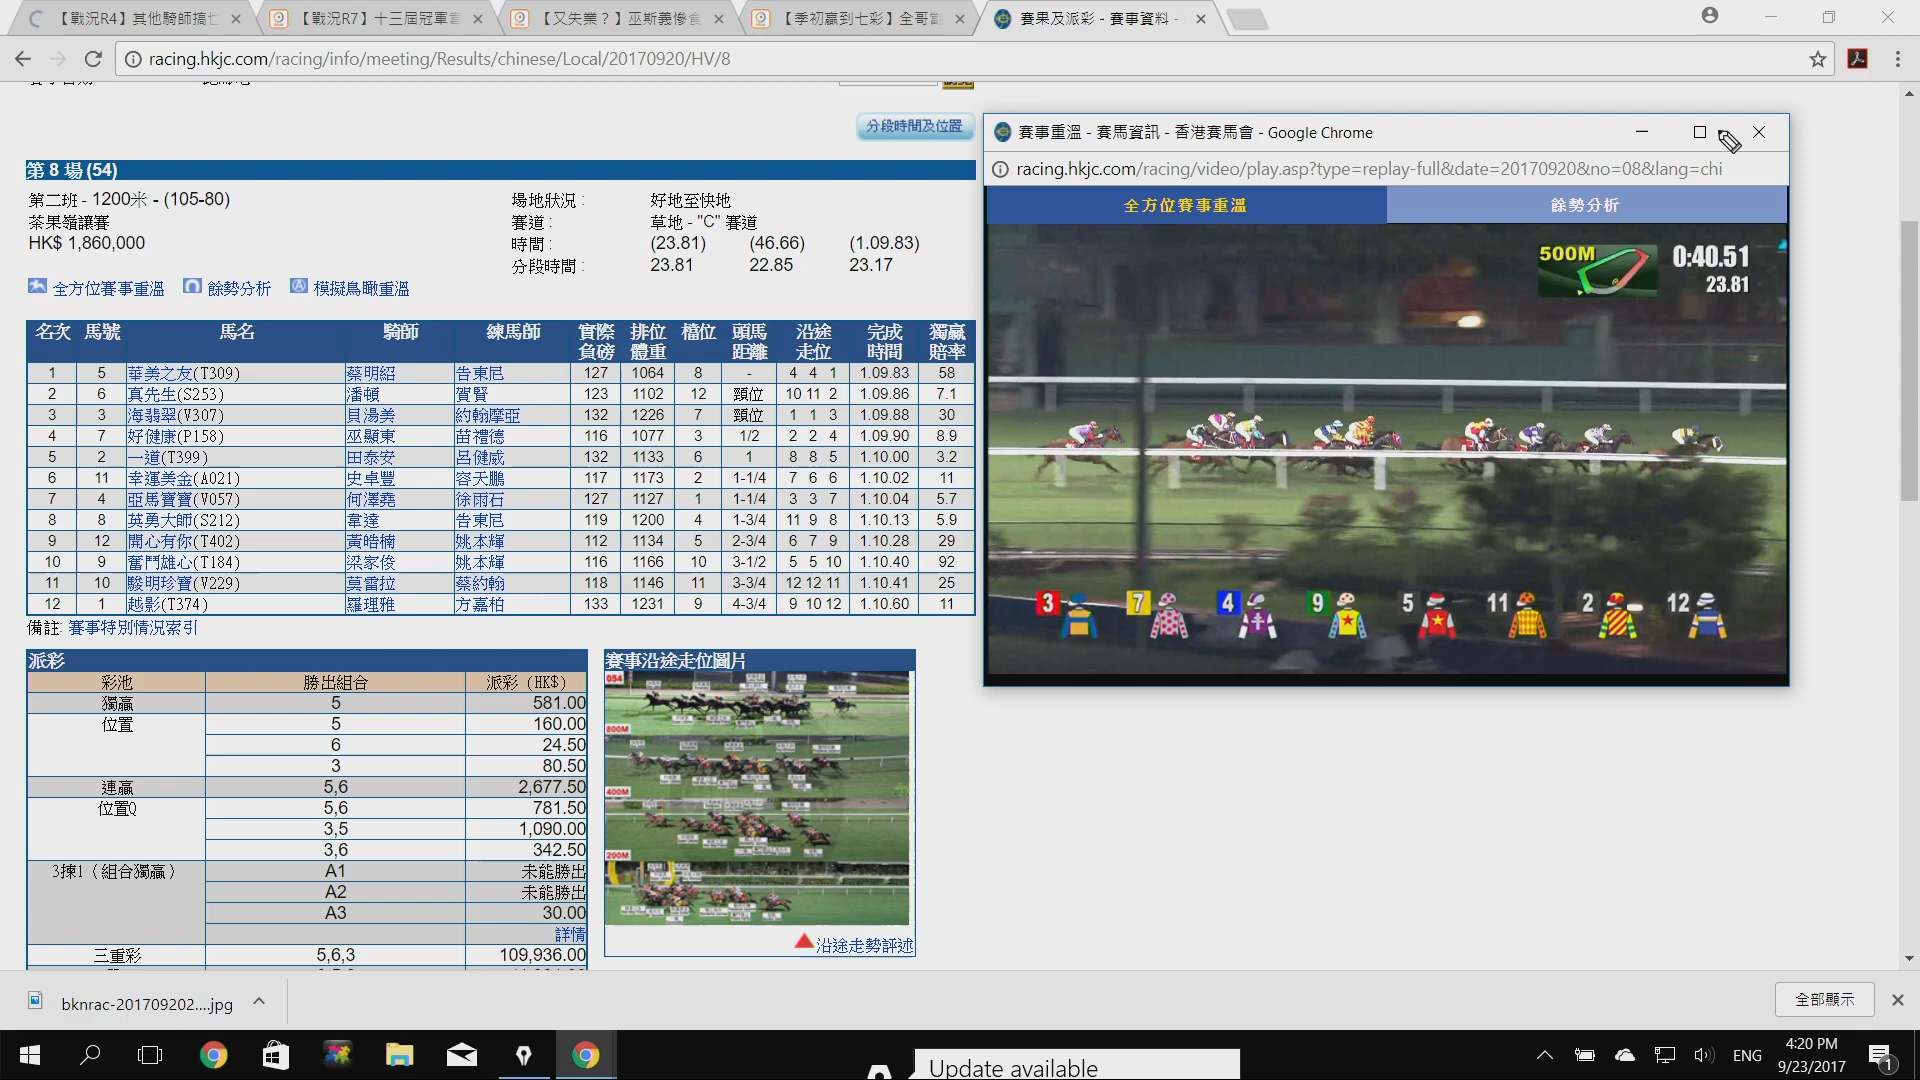 【戰況R4】其他騎師搞七
【戰況R7】十三屆冠軍
【又失業？】巫斯義慘食
【季初贏到七彩】全哥
賽果及派彩 - 賽事資料 -
racing.hkjc.com/racing/info/meeting/Results/chinese/Local/20170920/HV/8
分段時間及位置
第 8 場 (54)
第二班 - 1200米 - (105-80) 場地狀況 : 好地至快地
茶果嶺讓賽 賽道 : 草地 - "C" 賽道
HK$ 1,860,000 時間 : (23.81) (46.66) (1.09.83)
分段時間 : 23.81 22.85 23.17
全方位賽事重溫 餘勢分析 模擬鳥瞰重溫
名次 馬號 馬名 騎師 練馬師 實際負磅 排位體重 檔位 頭馬距離 沿途走位 完成時間 獨贏賠率
1 5 華美之友(T309) 蔡明紹 告東尼 127 1064 8 - 4 4 1 1.09.83 58
2 6 真先生(S253) 潘頓 賀賢 123 1102 12 頸位 10 11 2 1.09.86 7.1
3 3 海翡翠(V307) 貝湯美 約翰摩亞 132 1226 7 頸位 1 1 3 1.09.88 30
4 7 好健康(P158) 巫顯東 苗禮德 116 1077 3 1/2 2 2 4 1.09.90 8.9
5 2 一道(T399) 田泰安 呂健威 132 1133 6 1 8 8 5 1.10.00 3.2
6 11 幸運美金(A021) 史卓豐 容天鵬 117 1173 2 1-1/4 7 6 6 1.10.02 11
7 4 亞馬寶寶(V057) 何澤堯 徐雨石 127 1127 1 1-1/4 3 3 7 1.10.04 5.7
8 8 英勇大師(S212) 韋達 告東尼 119 1200 4 1-3/4 11 9 8 1.10.13 5.9
9 12 開心有你(T402) 黃皓楠 姚本輝 112 1134 5 2-3/4 6 7 9 1.10.28 29
10 9 奮鬥雄心(T184) 梁家俊 姚本輝 116 1166 10 3-1/2 5 5 10 1.10.40 92
11 10 駿明珍寶(V229) 莫雷拉 蔡約翰 118 1146 11 3-3/4 12 12 11 1.10.41 25
12 1 越影(T374) 羅理雅 方嘉柏 133 1231 9 4-3/4 9 10 12 1.10.60 11
備註: 賽事特別情況索引
派彩
彩池 勝出組合 派彩 (HK$)
獨贏 5 581.00
位置 5 160.00
6 24.50
3 80.50
連贏 5,6 2,677.50
位置Q 5,6 781.50
3,5 1,090.00
3,6 342.50
3揀1（組合獨贏） A1 未能勝出
A2 未能勝出
A3 30.00
詳情
三重彩 5,6,3 109,936.00
賽事沿途走位圖片
054
800M
400M
200M
沿途走勢評述
賽事重溫 - 賽馬資訊 - 香港賽馬會 - Google Chrome
racing.hkjc.com/racing/video/play.asp?type=replay-full&date=20170920&no=08&lang=chi
全方位賽事重溫 餘勢分析
500M 0:40.51
23.81
3 7 4 9 5 11 2 12
bknrac-201709202....jpg
全部顯示
Update available
ENG
4:20 PM
9/23/2017
1